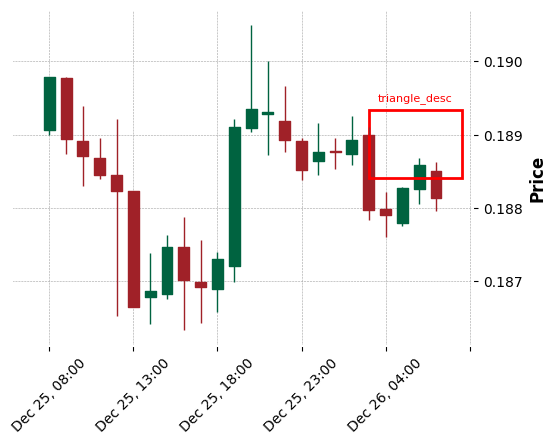 triangle_desc
0.190
0.189
0.188
0.187
Price
Dec 25, 08:00
Dec 25, 13:00
Dec 25, 18:00
Dec 25, 23:00
Dec 26, 04:00